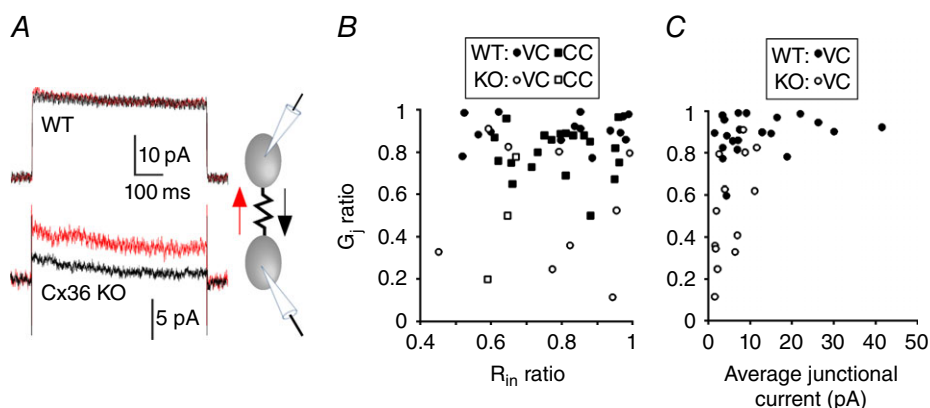 A
WT
10 pA
100 ms
Cx36 KO
5 pA
B
WT: VC CC
KO: VC CC
Gj ratio
1
0.8
0.6
0.4
0.2
0
0.4
0.6
0.8
1
Rin ratio
C
WT: VC
KO: VC
1
0.8
0.6
0.4
0.2
0
0 10 20 30 40 50
Average junctional
current (pA)